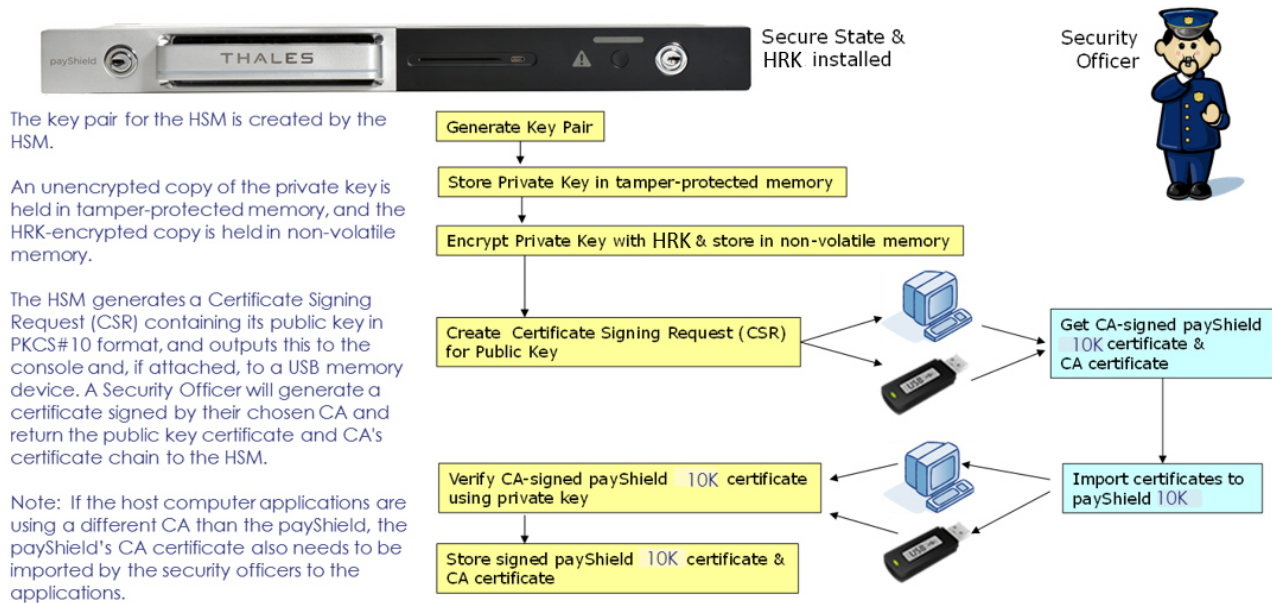 payShield
THALES
Secure State &
HRK installed
Security
Officer
The key pair for the HSM is created by the
HSM.
An unencrypted copy of the private key is
held in tamper-protected memory, and the
HRK-encrypted copy is held in non-volatile
memory.
The HSM generates a Certificate Signing
Request (CSR) containing its public key in
PKCS#10 format, and outputs this to the
console and, if attached, to a USB memory
device. A Security Officer will generate a
certificate signed by their chosen CA and
return the public key certificate and CA's
certificate chain to the HSM.
Note: If the host computer applications are
using a different CA than the payShield, the
payShield's CA certificate also needs to be
imported by the security officers to the
applications.
Generate Key Pair
Store Private Key in tamper-protected memory
Encrypt Private Key with HRK & store in non-volatile memory
Create Certificate Signing Request (CSR)
for Public Key
USB
Get CA-signed payShield
10K certificate &
CA certificate
Import certificates to
payShield 10K
USB
Verify CA-signed payShield 10K certificate
using private key
Store signed payShield 10K certificate &
CA certificate